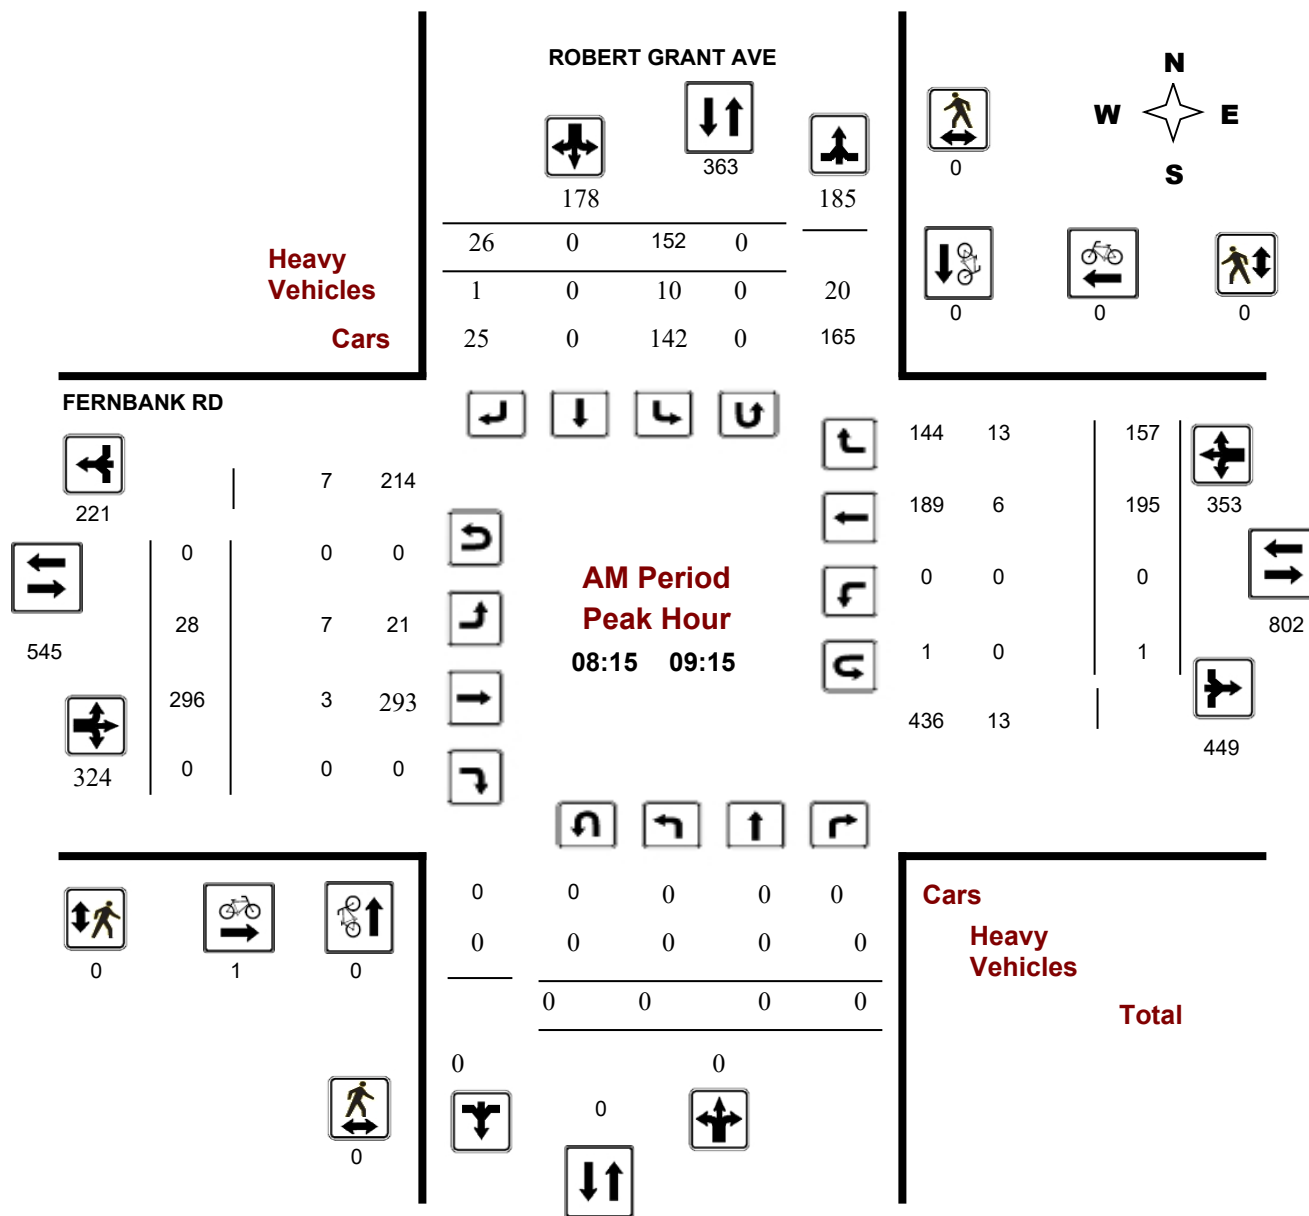 ROBERT GRANT AVE
N
W E
S
363
0
178 185
26 0 152 0
Heavy
Vehicles
1 0 10 0 20
0 0 0
Cars
25 0 142 0 165
FERNBANK RD
144 13 157
7 214
221
189 6 195 353
0 0 0
AM Period
0 0 0
Peak Hour
28 7 21
802
545
08:15 09:15
1 0 1
296 3 293
436 13
449
324 0 0 0
0 0 0 0 0
Cars
0 0 0 0 0
Heavy
Vehicles
0 1 0
0 0 0 0
Total
0 0
0
0